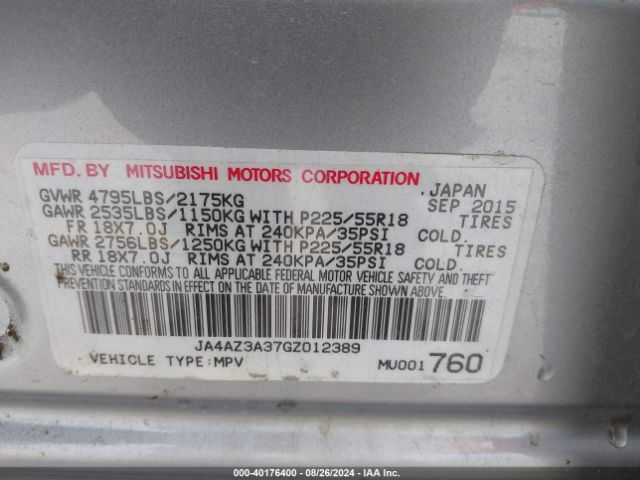 MFD. BY MITSUBISHI MOTORS CORPORATION
GVWR 4795LBS/2175KG JAPAN
GAWR 2535LBS/1150KG WITH P225/55R18 SEP 2015
FR 18X7.0J RIMS AT 240KPA/35PSI COLD. TIRES
GAWR 2756LBS/1250KG WITH P225/55R18 TIRES
RR 18X7.0J RIMS AT 240KPA/35PSI COLD.
THIS VEHICLE CONFORMS TO ALL APPLICABLE FEDERAL MOTOR VEHICLE SAFETY AND THEFT
PREVENTION STANDARDS IN EFFECT ON THE DATE OF MANUFACTURE SHOWN ABOVE.
JA4AZ3A37GZ012389
VEHICLE TYPE:MPV MU001760
000-40176400 - 08/26/2024 - IAA Inc.